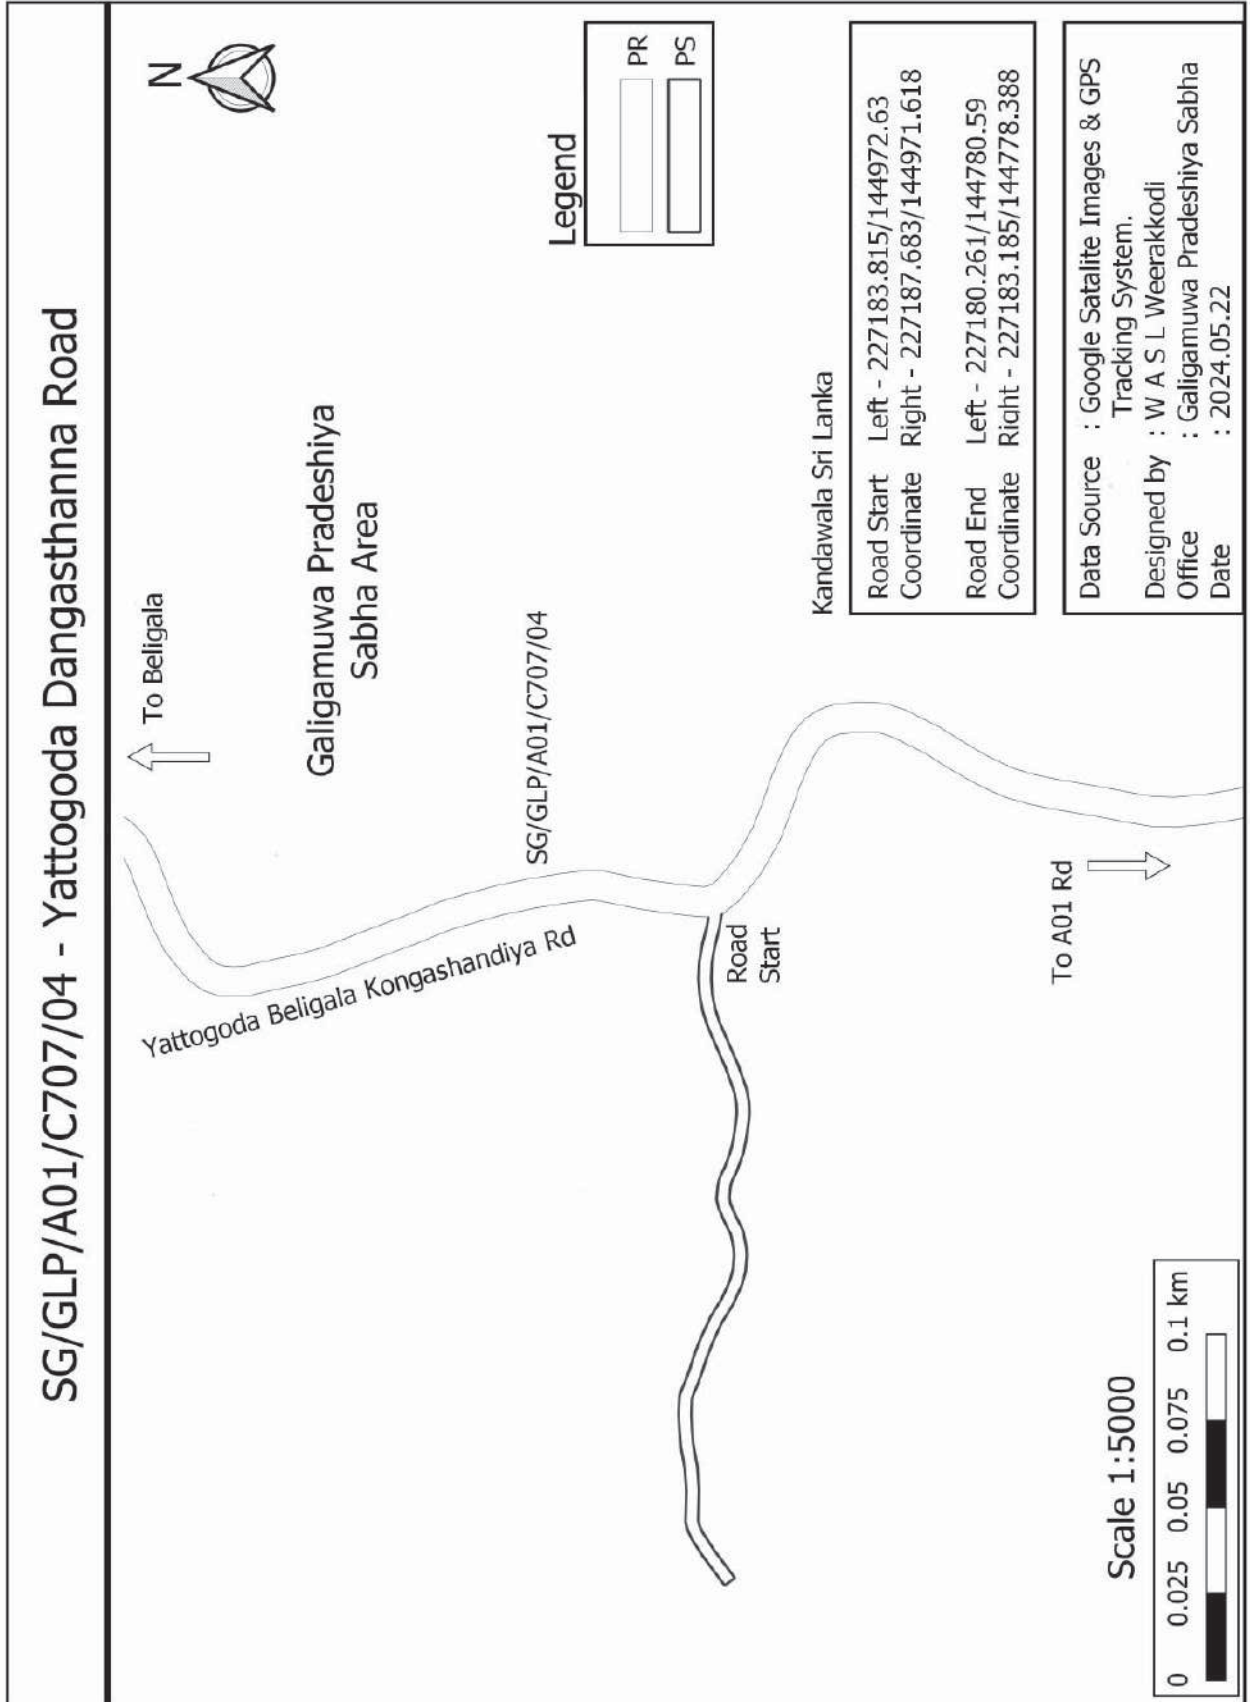 SG/GLP/A01/C707/04 - Yattogoda Dangasthanna Road
N
To Beligala
Galigamuwa Pradeshiya
Sabha Area
Yattogoda Beligala Kongashandiya Rd
SG/GLP/A01/C707/04
Legend
PR
PS
Road
Start
To A01 Rd
Kandawala Sri Lanka
Road Start Left - 227183.815/144972.63
Coordinate Right - 227187.683/144971.618
Road End Left - 227180.261/144780.59
Coordinate Right - 227183.185/144778.388
Data Source : Google Satalite Images & GPS
Tracking System.
Designed by : W A S L Weerakkodi
Office : Galigamuwa Pradeshiya Sabha
Date : 2024.05.22
Scale 1:5000
0 0.025 0.05 0.075 0.1 km